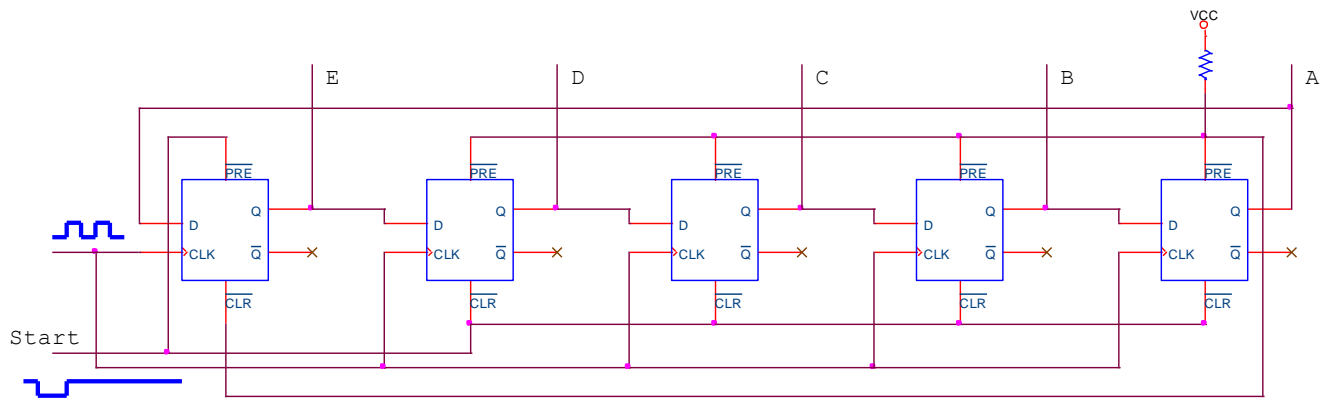 VCC
E D C B A
PRE PRE PRE PRE PRE
Q Q Q Q Q
D D D D D
CLK Q CLK Q CLK Q CLK Q CLK Q
CLR CLR CLR CLR CLR
Start